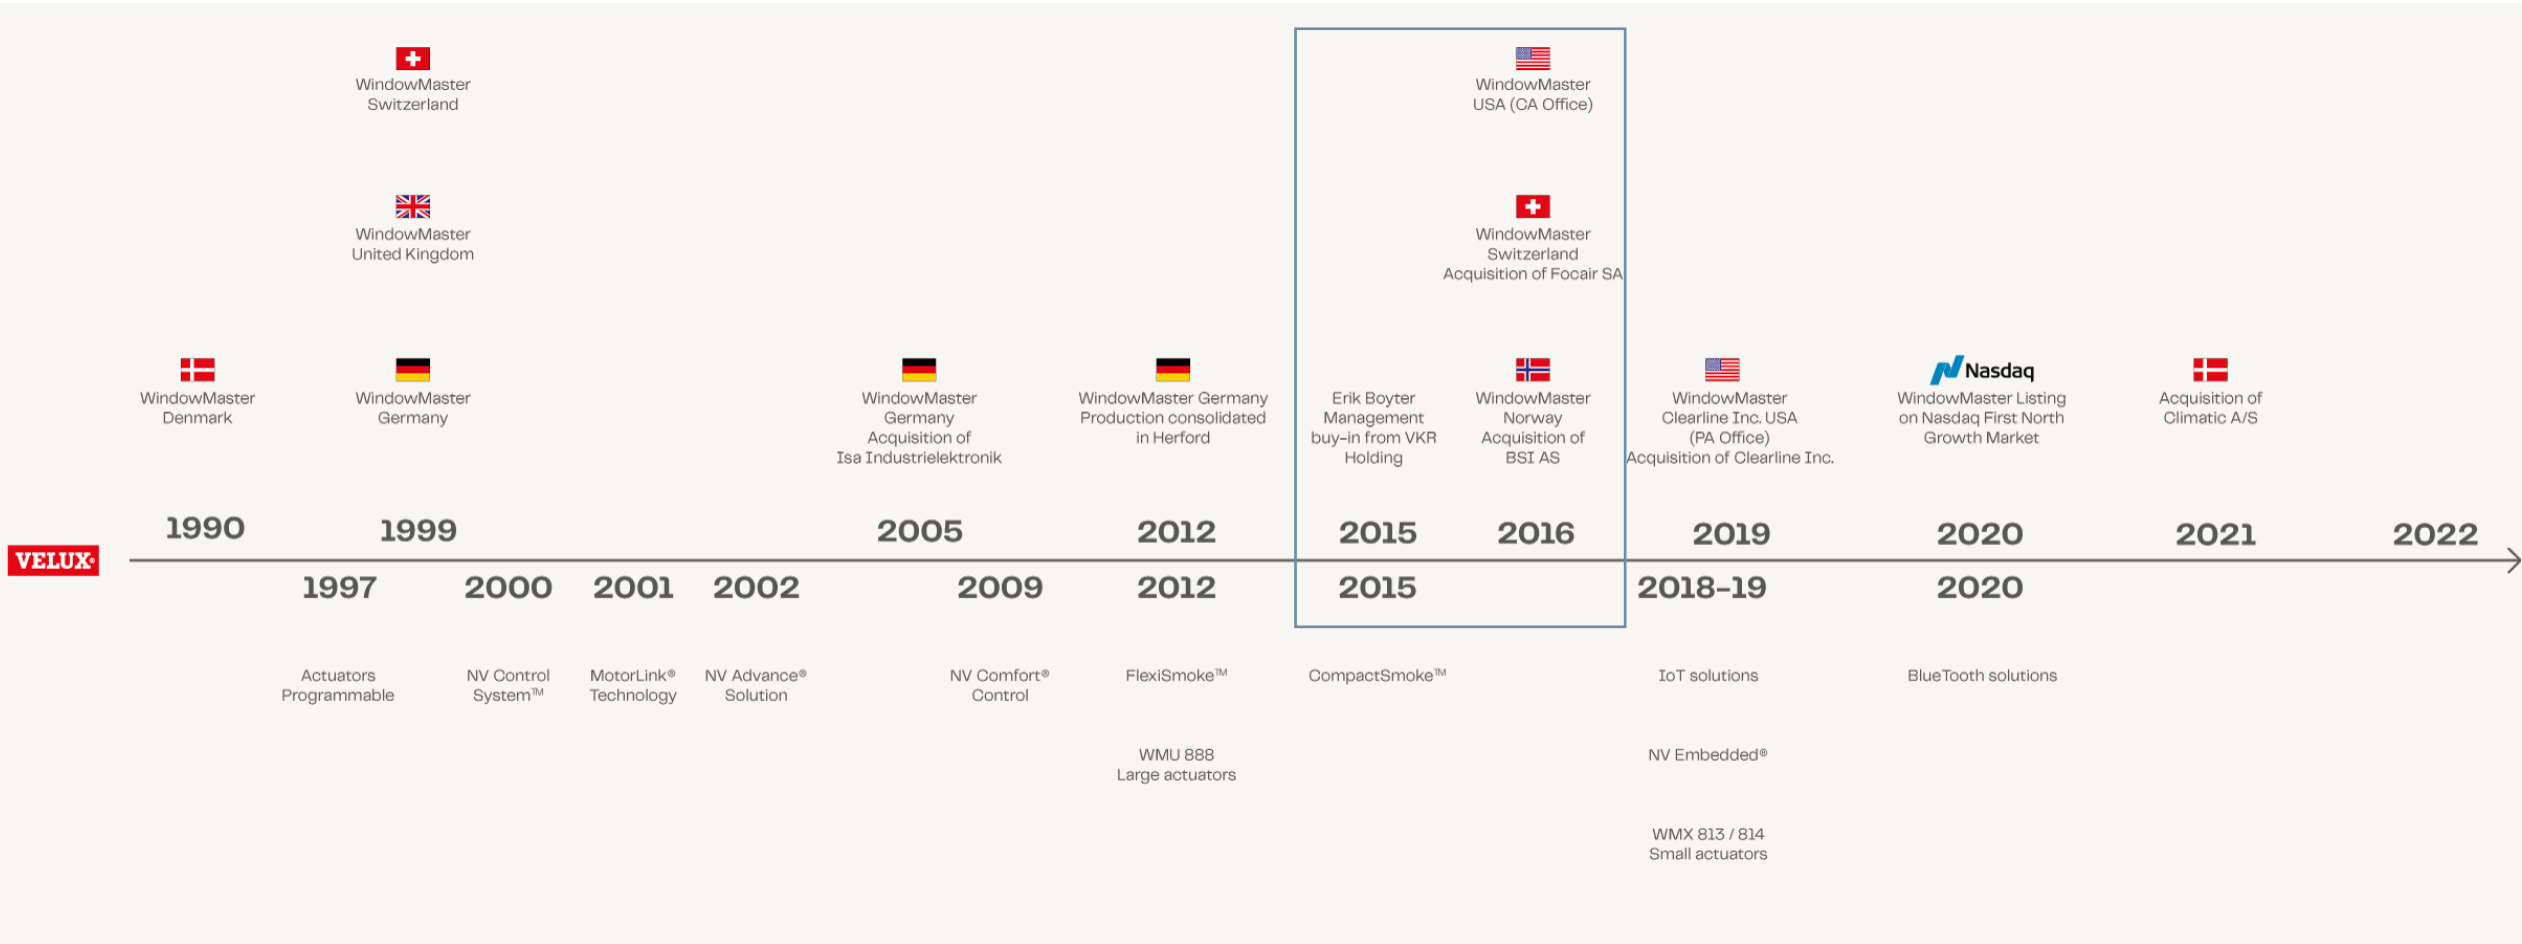 WindowMaster
Switzerland
WindowMaster
USA (CA Office)
WindowMaster
United Kingdom
WindowMaster
Switzerland
Acquisition of Focair SA
WindowMaster
Denmark
WindowMaster
Germany
WindowMaster
Germany
Acquisition of
Isa Industrielektronik
WindowMaster Germany
Production consolidated
in Herford
Erik Boyter
Management
buy-in from VKR
Holding
WindowMaster
Norway
Acquisition of
BSI AS
WindowMaster
Clearline Inc. USA
(PA Office)
Acquisition of Clearline Inc.
Nasdaq
WindowMaster Listing
on Nasdaq First North
Growth Market
Acquisition of
Climatic A/S
1990
1999
2005
2012
2015
2016
2019
2020
2021
2022
VELUX®
1997
2000
2001
2002
2009
2012
2015
2018-19
2020
Actuators
Programmable
NV Control
System™
MotorLink®
Technology
NV Advance®
Solution
NV Comfort®
Control
FlexiSmoke™
CompactSmoke™
IoT solutions
BlueTooth solutions
WMU 888
Large actuators
NV Embedded®
WMX 813 / 814
Small actuators